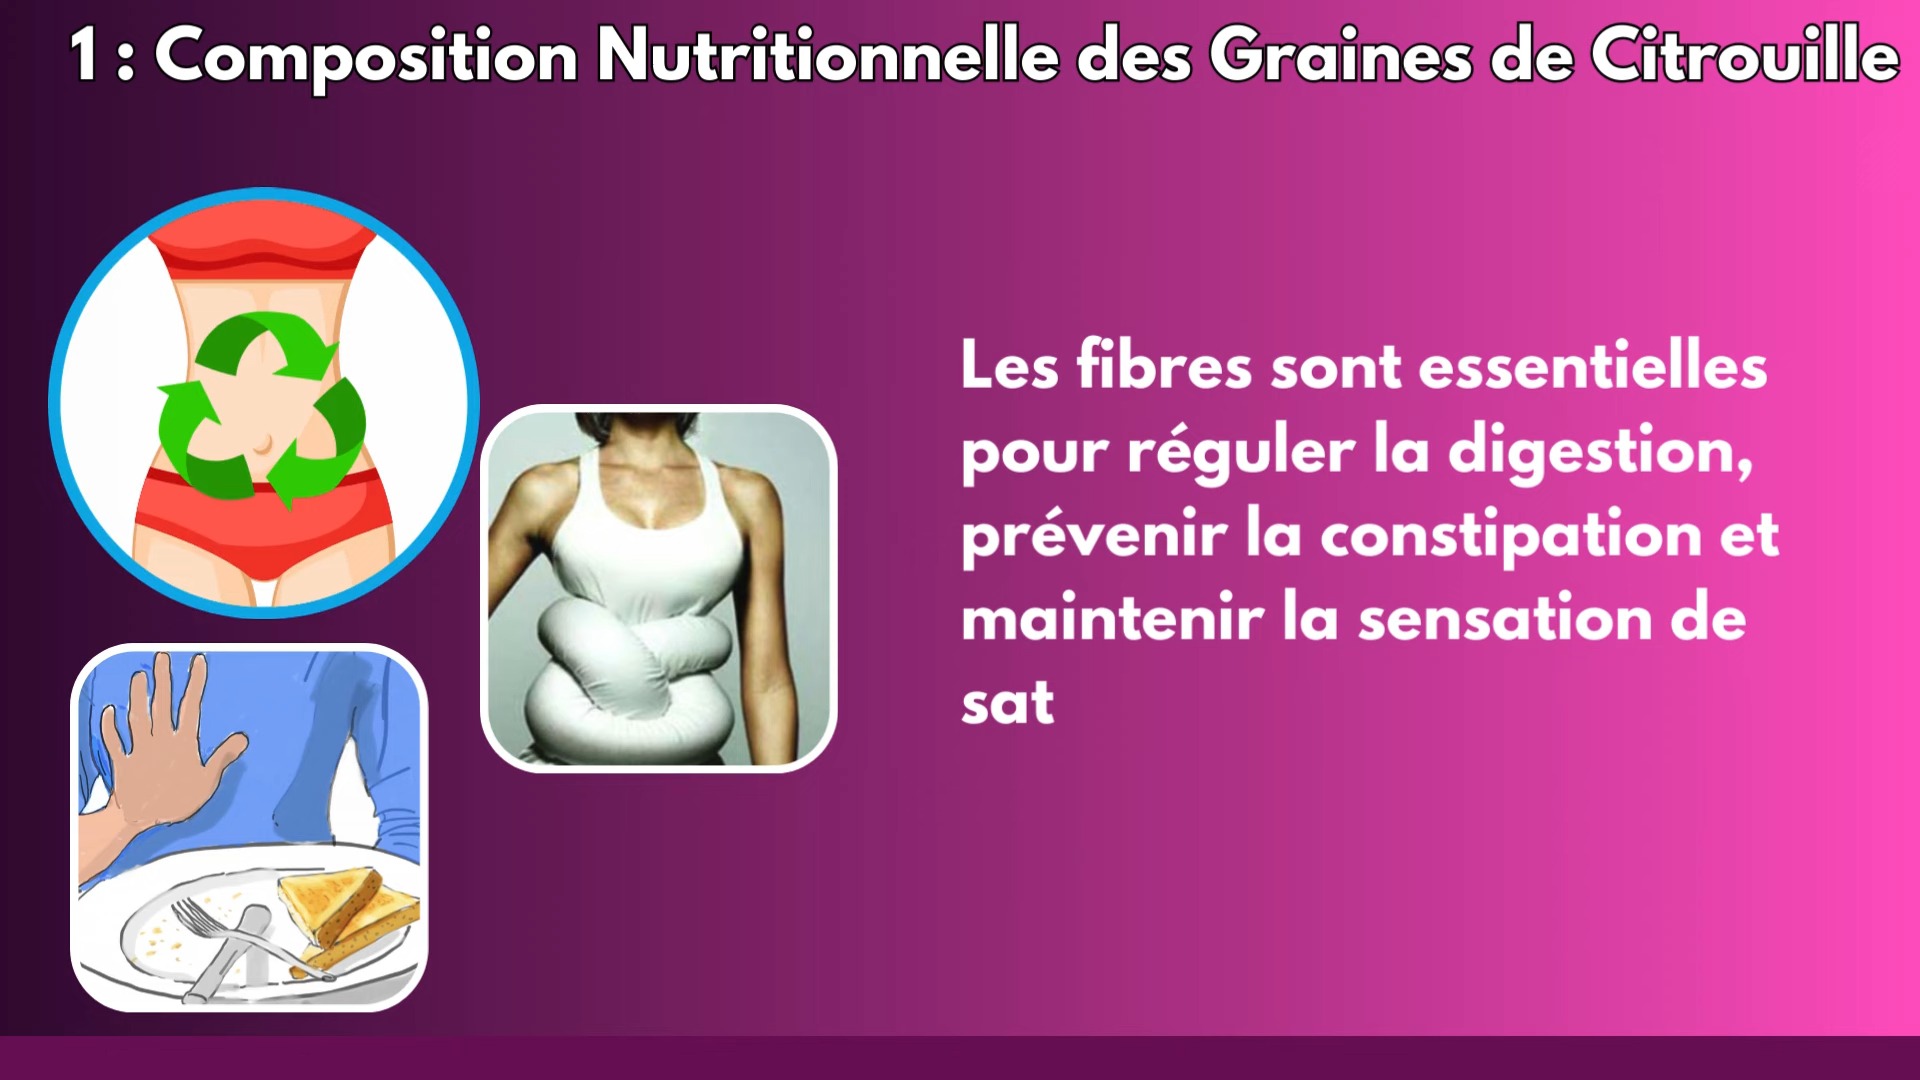 1 : Composition Nutritionnelle des Graines de Citrouille
Les fibres sont essentielles
pour réguler la digestion,
prévenir la constipation et
maintenir la sensation de
sat